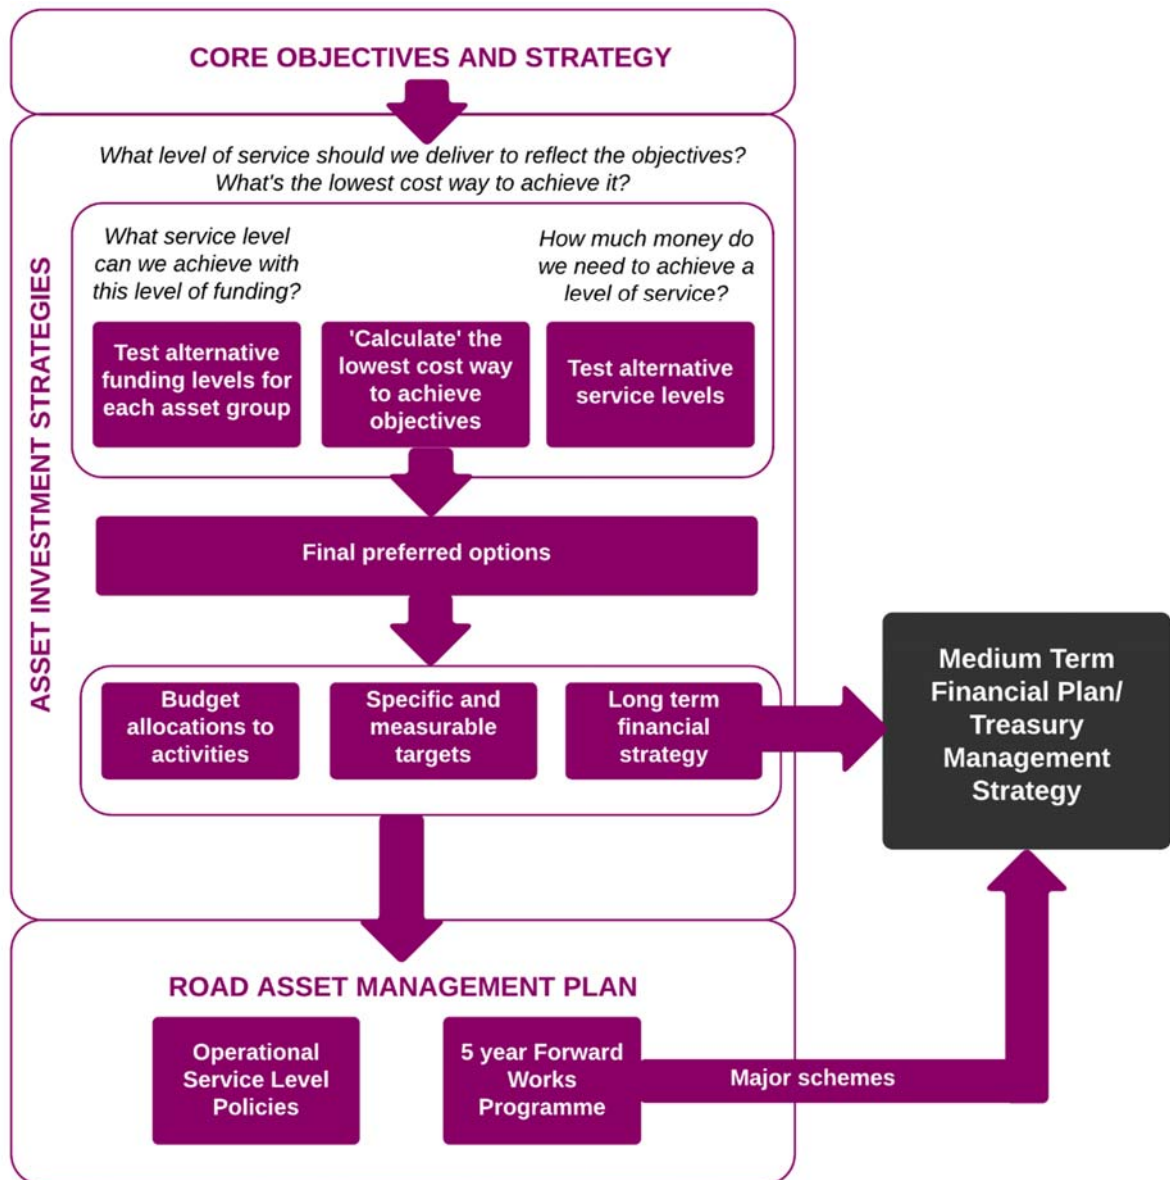 CORE OBJECTIVES AND STRATEGY
What level of service should we deliver to reflect the objectives?
What's the lowest cost way to achieve it?
ASSET INVESTMENT STRATEGIES
What service level
can we achieve with
this level of funding?
How much money do
we need to achieve a
level of service?
Test alternative
funding levels for
each asset group
'Calculate' the
lowest cost way
to achieve
objectives
Test alternative
service levels
Final preferred options
Budget
allocations to
activities
Specific and
measurable
targets
Long term
financial
strategy
Medium Term
Financial Plan/
Treasury
Management
Strategy
ROAD ASSET MANAGEMENT PLAN
Operational
Service Level
Policies
5 year Forward
Works
Programme
Major schemes